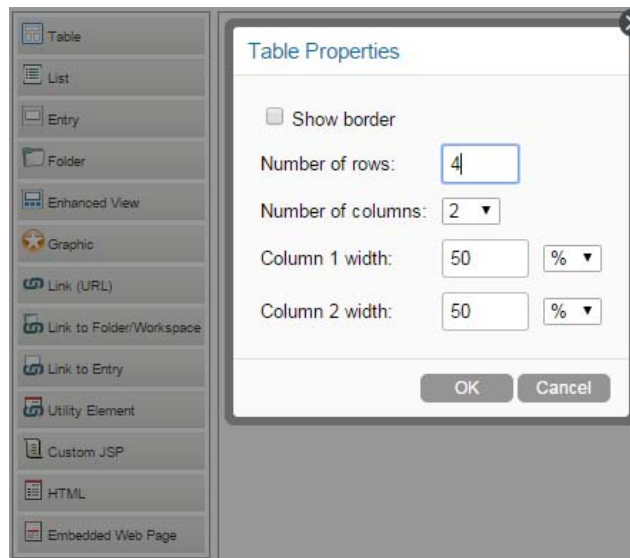 Table
List
Entry
Folder
Enhanced View
Graphic
Link (URL)
Link to Folder/Workspace
Link to Entry
Utility Element
Custom JSP
HTML
Embedded Web Page
Table Properties
Show border
Number of rows: 4
Number of columns: 2
Column 1 width: 50 %
Column 2 width: 50 %
OK Cancel